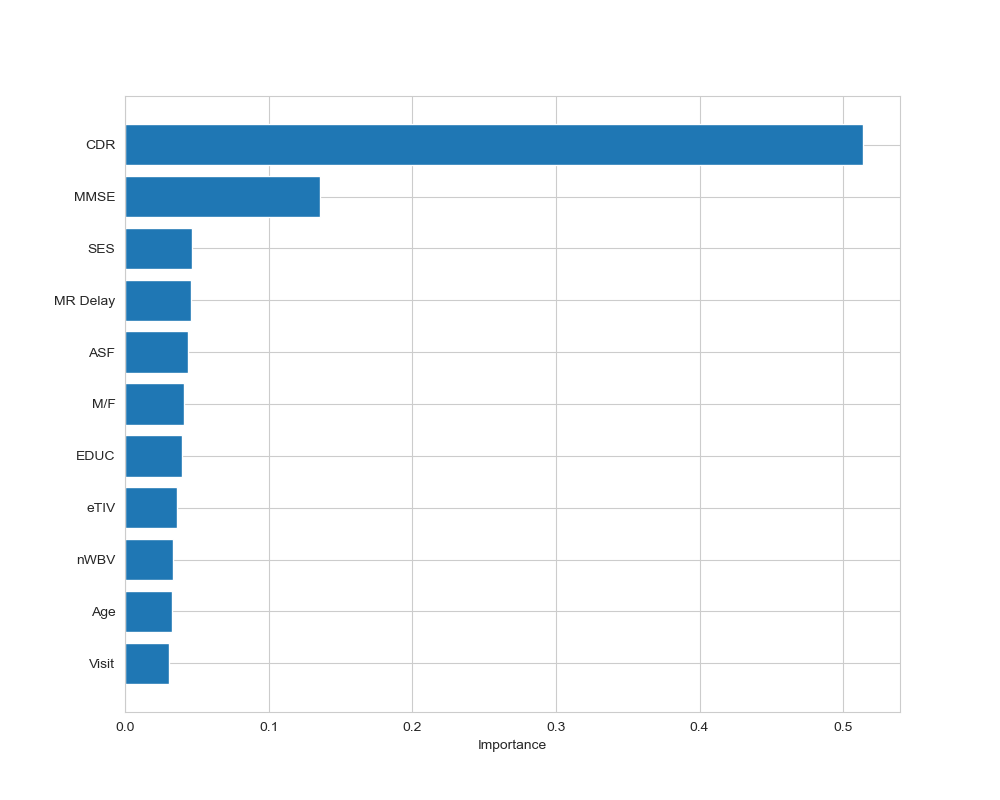 CDR
MMSE
SES
MR Delay
ASF
M/F
EDUC
eTIV
nWBV
Age
Visit
0.0 0.1 0.2 0.3 0.4 0.5
Importance